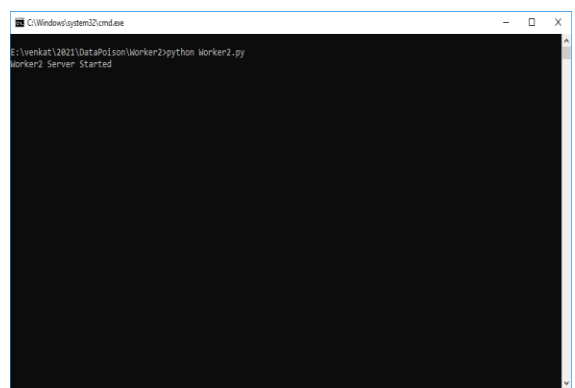 C:\Windows\system32\cmd.exe
E:\venkat\2021\DataPoison\Worker2>python Worker2.py
Worker2 Server Started